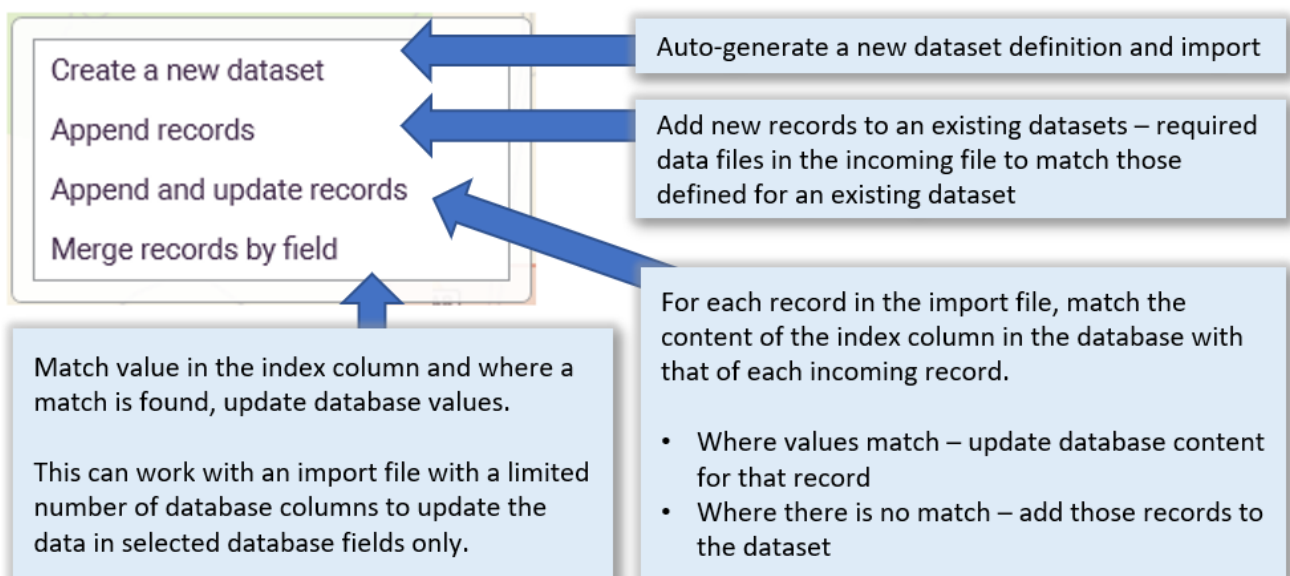 Create a new dataset
Append records
Append and update records
Merge records by field
Auto-generate a new dataset definition and import
Add new records to an existing datasets – required
data files in the incoming file to match those
defined for an existing dataset
For each record in the import file, match the
content of the index column in the database with
that of each incoming record.
• Where values match – update database content
for that record
• Where there is no match – add those records to
the dataset
Match value in the index column and where a
match is found, update database values.
This can work with an import file with a limited
number of database columns to update the
data in selected database fields only.